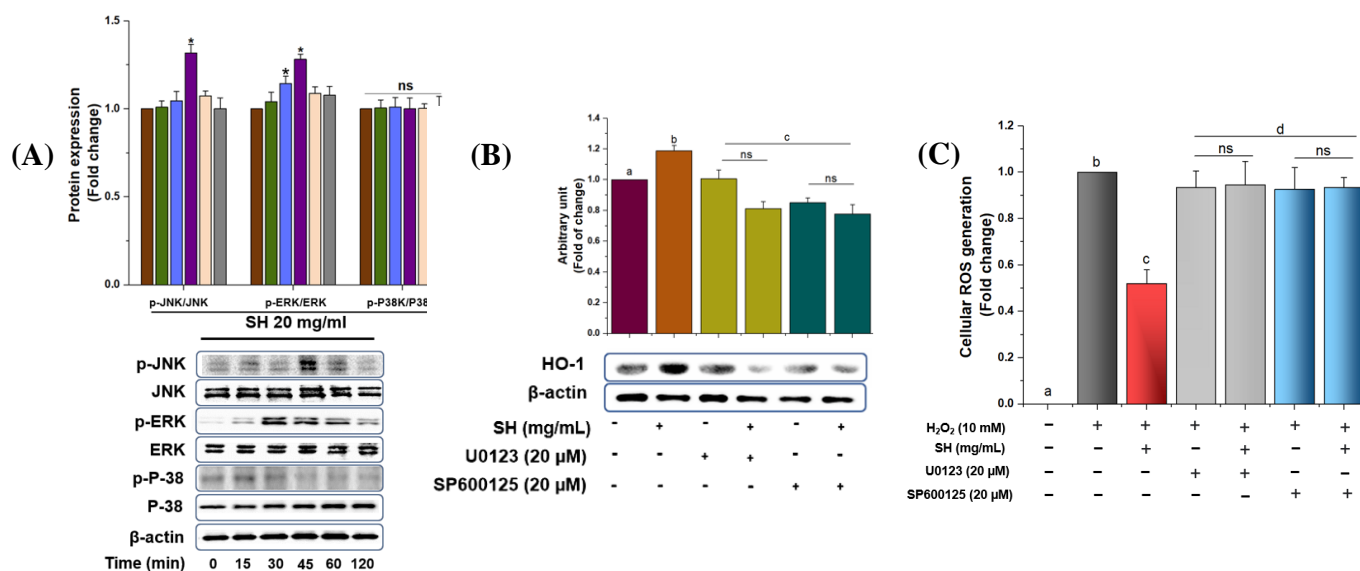 (A)
Protein expression
(Fold change)
1.5
1.0
0.5
0.0
*
*
*
ns
p-JNK/JNK
p-ERK/ERK
p-P38K/P38
SH 20 mg/ml
p-JNK
JNK
p-ERK
ERK
p-P-38
P-38
β-actin
Time (min) 0 15 30 45 60 120
(B)
Arbitrary unit
(Fold of change)
1.4
1.2
1.0
0.8
0.6
0.4
0.2
0.0
a
b
c
ns
ns
HO-1
β-actin
SH (mg/mL) - + - + - +
U0123 (20 μM) - - + + - -
SP600125 (20 μM) - - - - + +
(C)
Cellular ROS generation
(Fold change)
1.2
1.0
0.8
0.6
0.4
0.2
0.0
a
b
c
d
ns
ns
H₂O₂ (10 mM) – + + + + + +
SH (mg/mL) – – + – + – +
U0123 (20 μM) – – – + + – –
SP600125 (20 μM) – – – – – + +